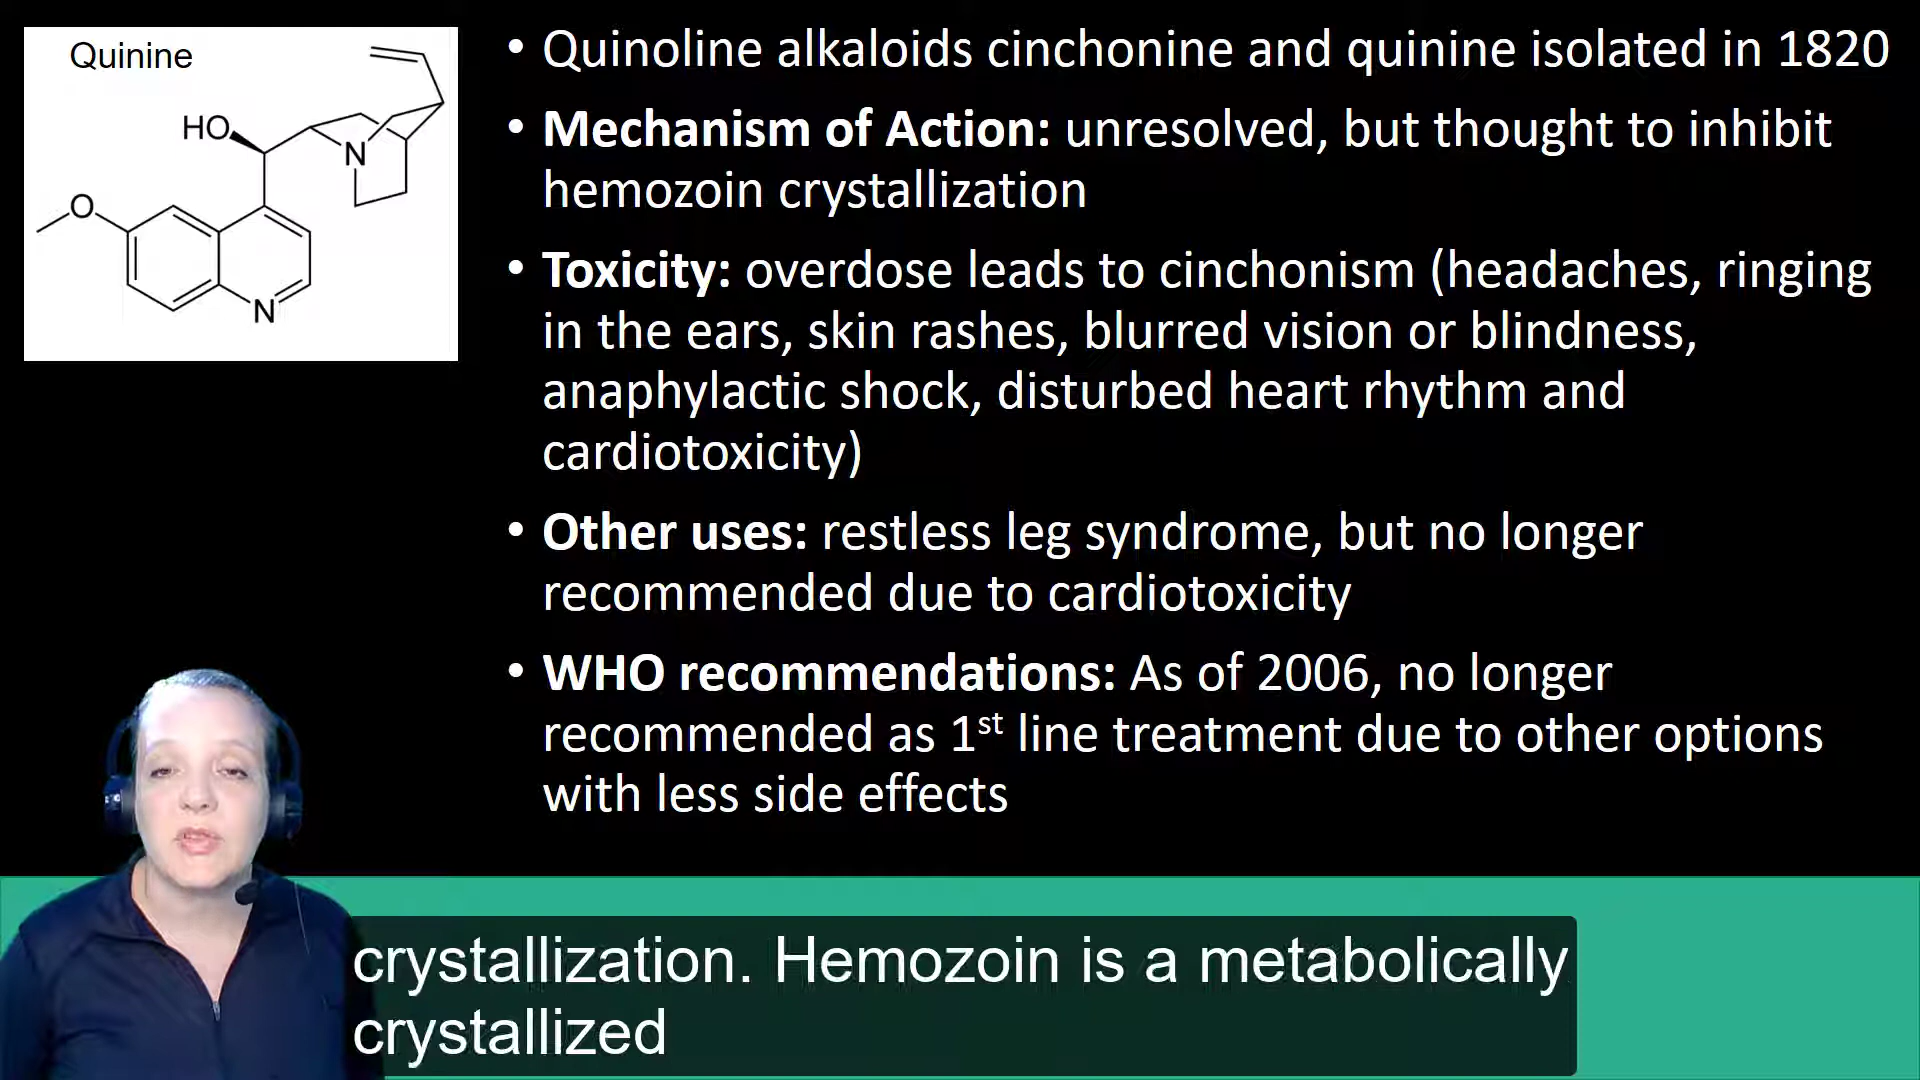 Quinine
HO
N
O
N
• Quinoline alkaloids cinchonine and quinine isolated in 1820
• Mechanism of Action: unresolved, but thought to inhibit
hemozoin crystallization
• Toxicity: overdose leads to cinchonism (headaches, ringing
in the ears, skin rashes, blurred vision or blindness,
anaphylactic shock, disturbed heart rhythm and
cardiotoxicity)
• Other uses: restless leg syndrome, but no longer
recommended due to cardiotoxicity
• WHO recommendations: As of 2006, no longer
recommended as 1st line treatment due to other options
with less side effects
crystallization. Hemozoin is a metabolically
crystallized